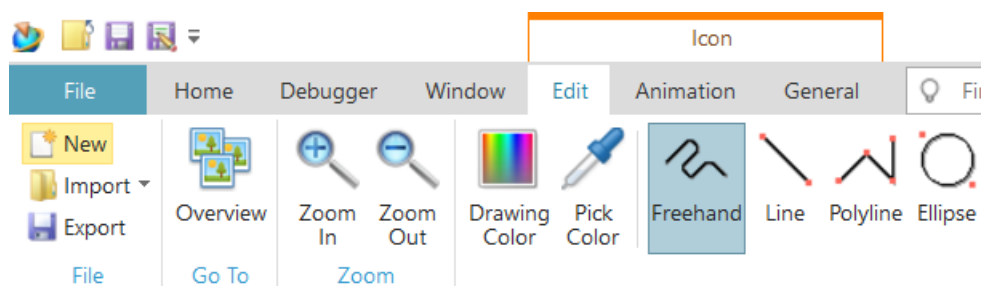 Icon
File Home Debugger Window Edit Animation General
New
Import
Export
Overview
Zoom In
Zoom Out
Drawing Color
Pick Color
Freehand
Line
Polyline
Ellipse
File Go To Zoom